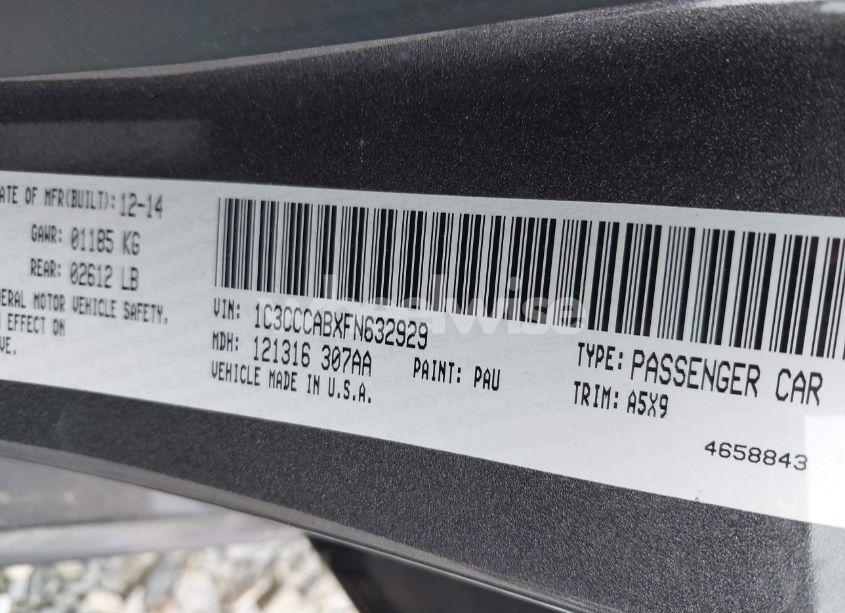 ATE OF MFR(BUILT): 12-14
GAWR: 01185 KG
REAR: 02612 LB
ERAL MOTOR VEHICLE SAFETY,
EFFECT ON
VE.
VIN: 1C3CCCABXFN632929
MDH: 121316 307AA
PAINT: PAU
VEHICLE MADE IN U.S.A.
TYPE: PASSENGER CAR
TRIM: A5X9
4658843
wheelwise